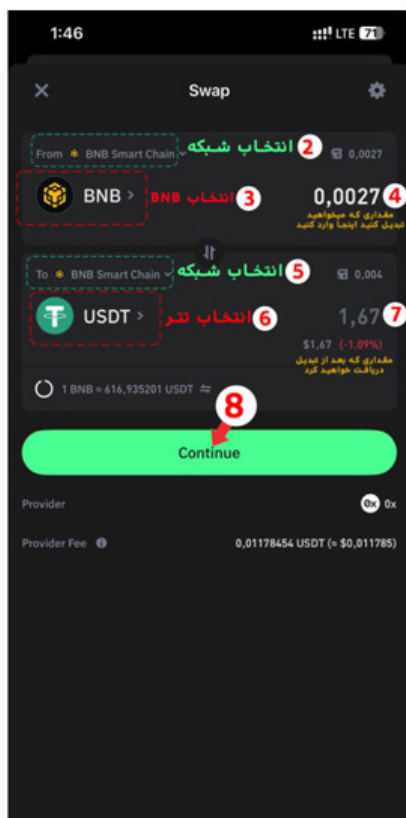 1:46 LTE 71
Swap
From BNB Smart Chain انتخاب شبکه 2 0,0027
BNB > انتخاب BNB 3 0,0027 4
مقداری که میخواهید
تبدیل کنید اینجا وارد کنید
To BNB Smart Chain انتخاب شبکه 5 0,004
USDT > انتخاب تتر 6 1,67 7
$1,67 (-1.09%)
مقداری که بعد از تبدیل
دریافت خواهید کرد
1 BNB ≈ 616,935201 USDT
8
Continue
Provider 0x 0x
Provider Fee 0,01178454 USDT (≈ $0,011785)